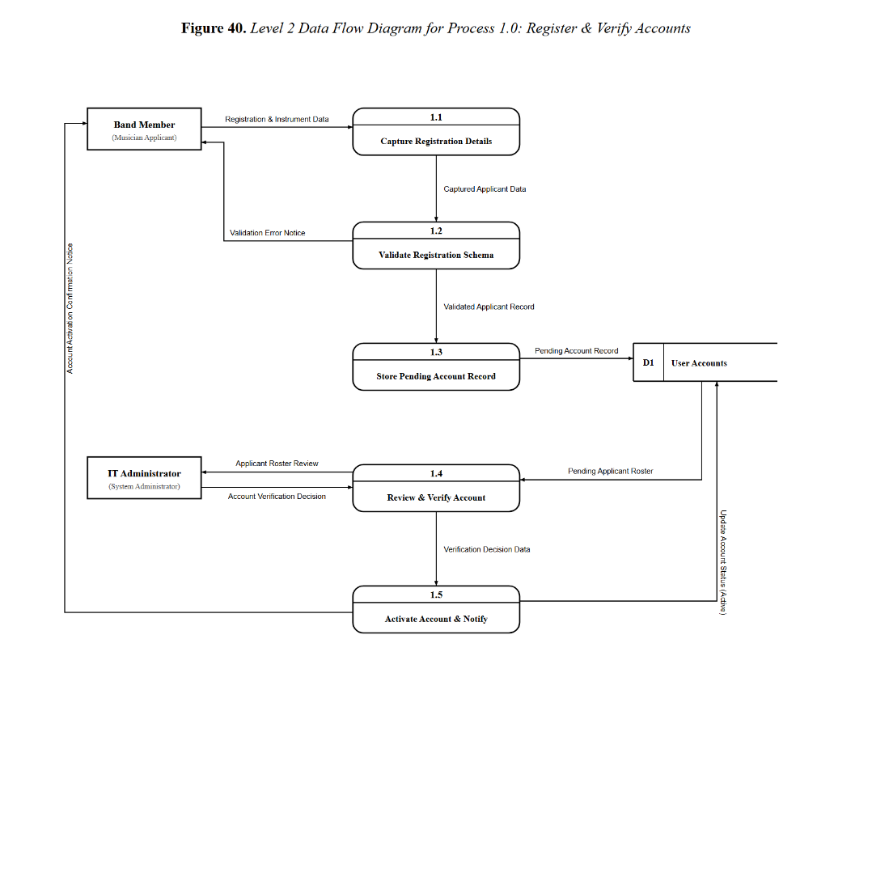 Figure 40. Level 2 Data Flow Diagram for Process 1.0: Register & Verify Accounts
Band Member
(Musician Applicant)
Registration & Instrument Data
1.1
Capture Registration Details
Captured Applicant Data
Validation Error Notice
1.2
Validate Registration Schema
Account Activation Confirmation Notice
Validated Applicant Record
1.3
Store Pending Account Record
Pending Account Record
D1
User Accounts
IT Administrator
(System Administrator)
Applicant Roster Review
Account Verification Decision
1.4
Review & Verify Account
Pending Applicant Roster
Verification Decision Data
Update Account Status (Active)
1.5
Activate Account & Notify